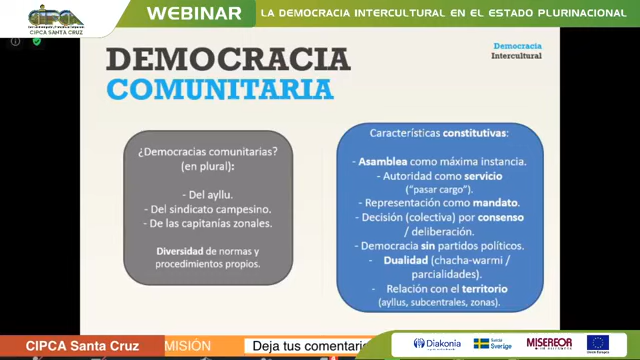 CIPCA
CIPCA SANTA CRUZ
WEBINAR
LA DEMOCRACIA INTERCULTURAL EN EL ESTADO PLURINACIONAL
DEMOCRACIA
COMUNITARIA
Democracia
Intercultural
¿Democracias comunitarias?
(en plural):
- Del ayllu.
- Del sindicato campesino.
- De las capitanías zonales.
Diversidad de normas y
procedimientos propios.
Características constitutivas:
- Asamblea como máxima instancia.
- Autoridad como servicio
("pasar cargo").
- Representación como mandato.
- Decisión (colectiva) por consenso
/ deliberación.
- Democracia sin partidos políticos.
- Dualidad (chacha-warmi /
parcialidades).
- Relación con el territorio
(ayllus, subcentrales, zonas).
CIPCA Santa Cruz
MISIÓN
Deja tus comentario
Diakonia
Sverige
MISEREOR